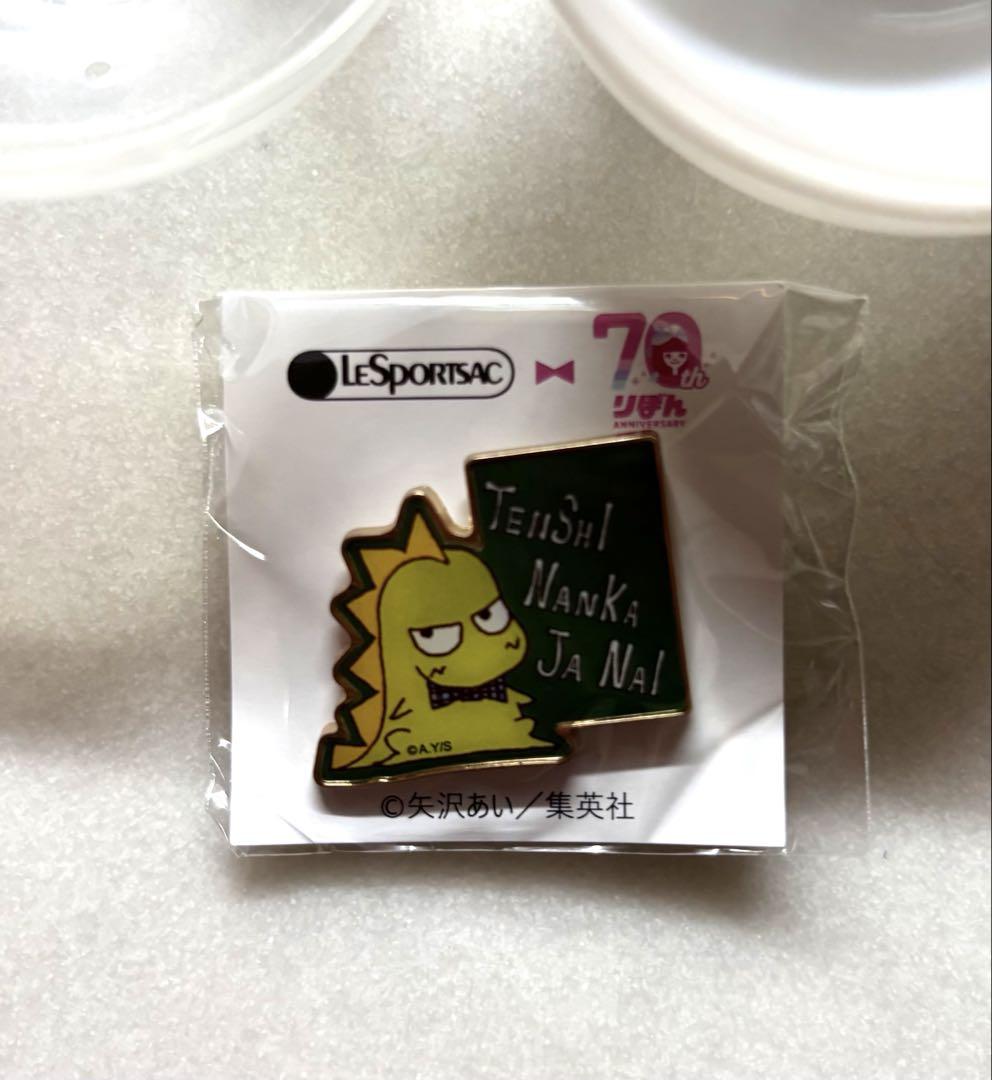 LESPORTSAC
70th
りぼん
ANNIVERSARY
TENSHI
NANKA
JA NAI
©A.Y/S
©矢沢あい／集英社